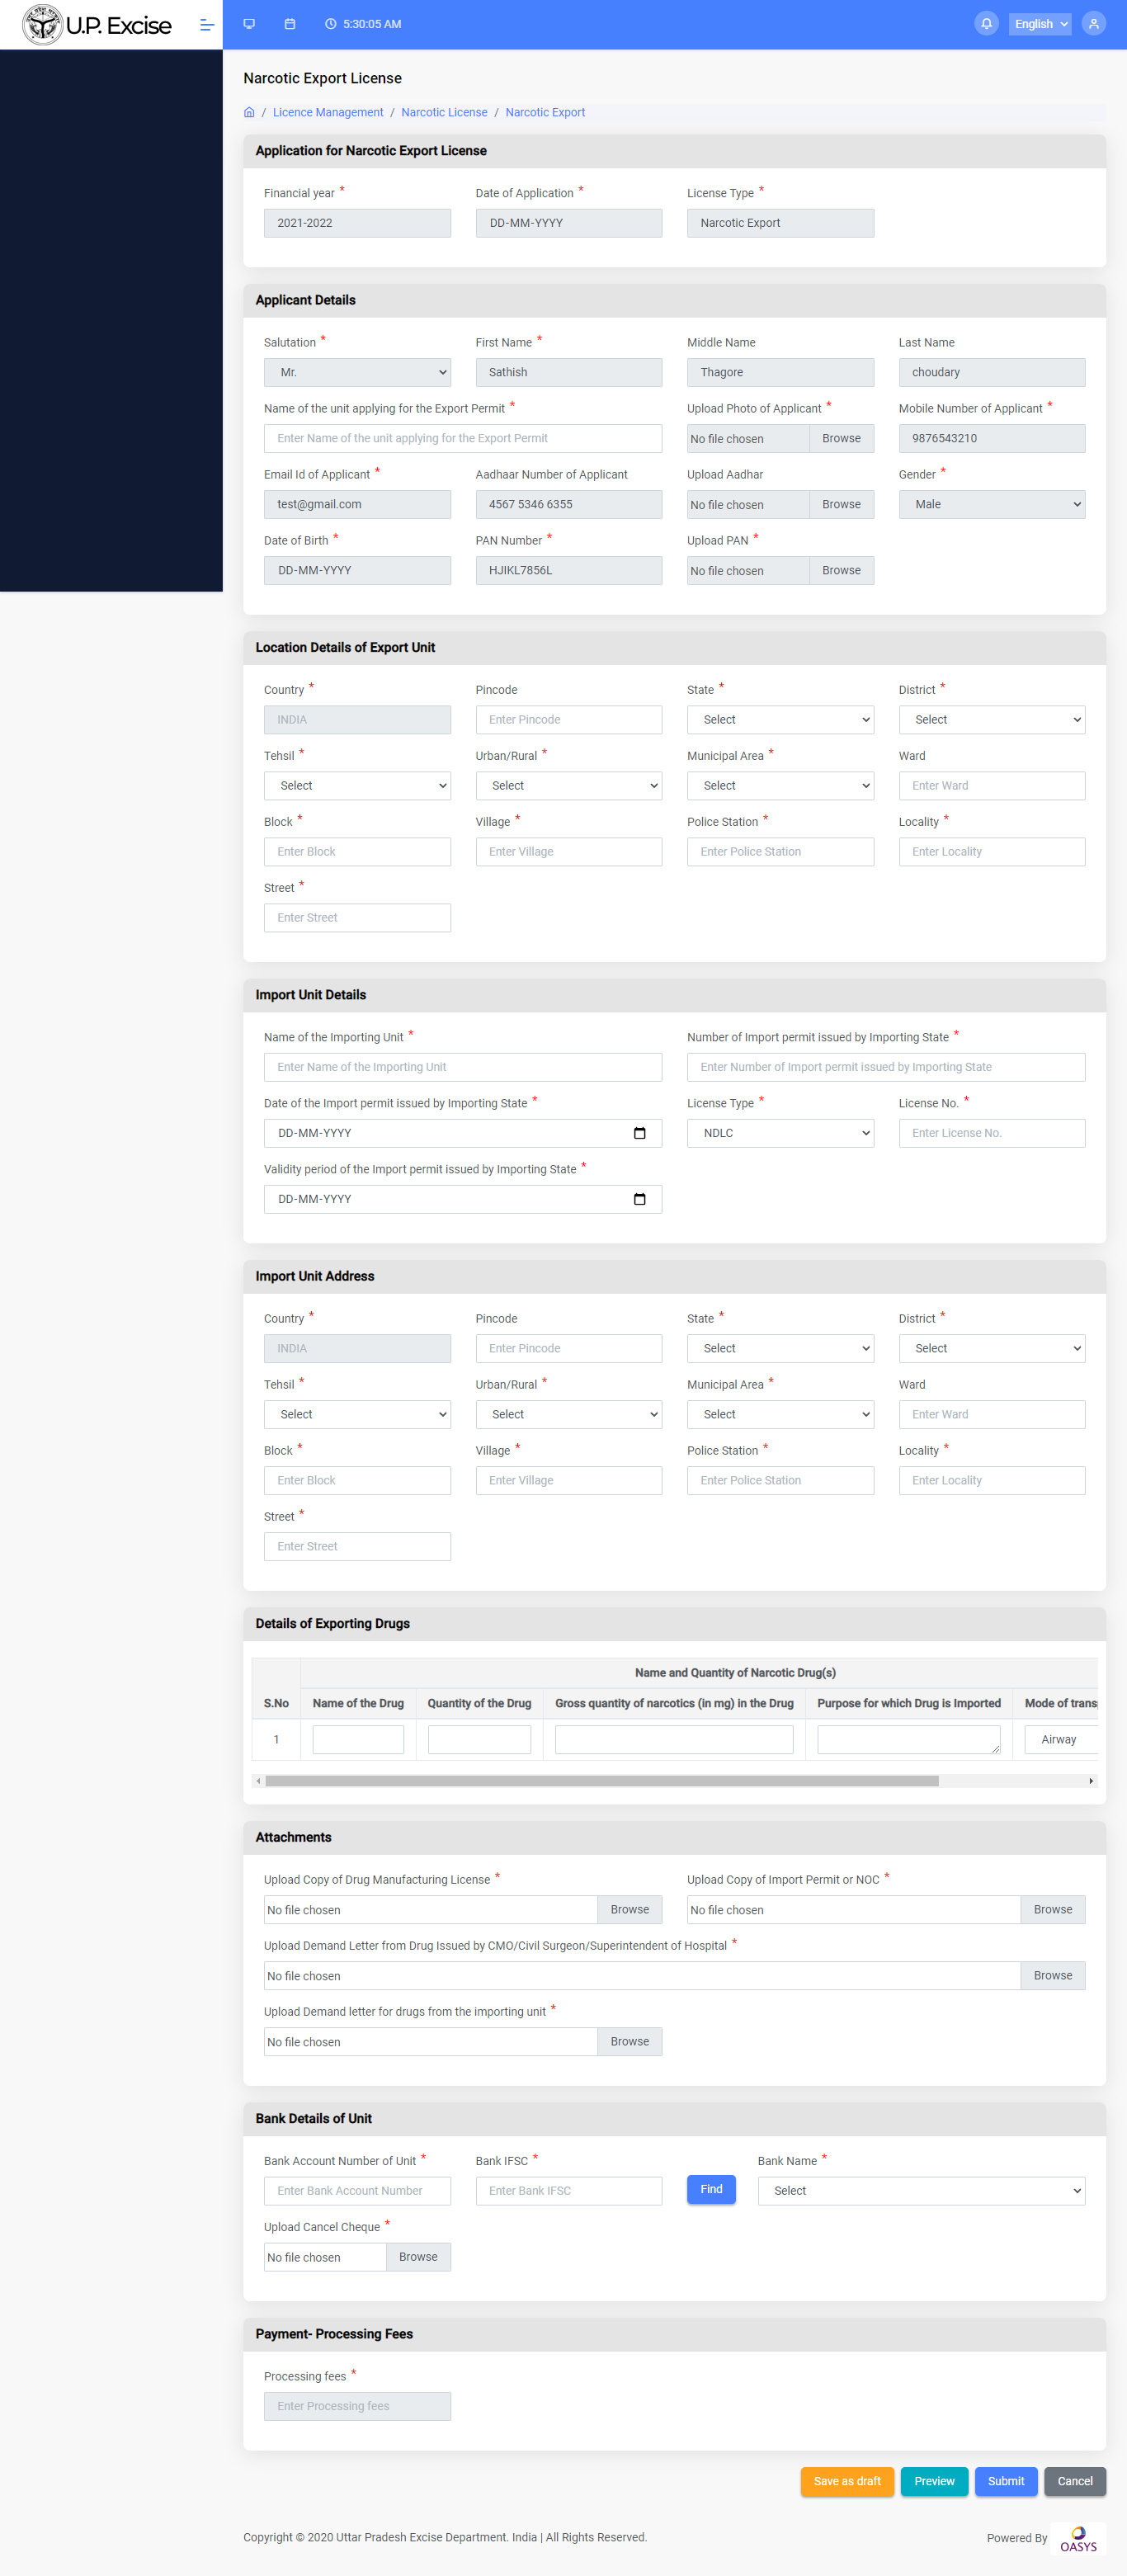 U.P. Excise
5:30:05 AM
English
Narcotic Export License
/ Licence Management / Narcotic License / Narcotic Export
Application for Narcotic Export License
Financial year * Date of Application * License Type *
2021-2022 DD-MM-YYYY Narcotic Export
Applicant Details
Salutation * First Name * Middle Name Last Name
Mr. Sathish Thagore choudary
Name of the unit applying for the Export Permit * Upload Photo of Applicant * Mobile Number of Applicant *
Enter Name of the unit applying for the Export Permit No file chosen Browse 9876543210
Email Id of Applicant * Aadhaar Number of Applicant Upload Aadhar Gender *
test@gmail.com 4567 5346 6355 No file chosen Browse Male
Date of Birth * PAN Number * Upload PAN *
DD-MM-YYYY HJIKL7856L No file chosen Browse
Location Details of Export Unit
Country * Pincode State * District *
INDIA Enter Pincode Select Select
Tehsil * Urban/Rural * Municipal Area * Ward
Select Select Select Enter Ward
Block * Village * Police Station * Locality *
Enter Block Enter Village Enter Police Station Enter Locality
Street *
Enter Street
Import Unit Details
Name of the Importing Unit * Number of Import permit issued by Importing State *
Enter Name of the Importing Unit Enter Number of Import permit issued by Importing State
Date of the Import permit issued by Importing State * License Type * License No. *
DD-MM-YYYY NDLC Enter License No.
Validity period of the Import permit issued by Importing State *
DD-MM-YYYY
Import Unit Address
Country * Pincode State * District *
INDIA Enter Pincode Select Select
Tehsil * Urban/Rural * Municipal Area * Ward
Select Select Select Enter Ward
Block * Village * Police Station * Locality *
Enter Block Enter Village Enter Police Station Enter Locality
Street *
Enter Street
Details of Exporting Drugs
Name and Quantity of Narcotic Drug(s)
S.No Name of the Drug Quantity of the Drug Gross quantity of narcotics (in mg) in the Drug Purpose for which Drug is Imported Mode of trans
1 Airway
Attachments
Upload Copy of Drug Manufacturing License * Upload Copy of Import Permit or NOC *
No file chosen Browse No file chosen Browse
Upload Demand Letter from Drug Issued by CMO/Civil Surgeon/Superintendent of Hospital *
No file chosen Browse
Upload Demand letter for drugs from the importing unit *
No file chosen Browse
Bank Details of Unit
Bank Account Number of Unit * Bank IFSC * Bank Name *
Enter Bank Account Number Enter Bank IFSC Find Select
Upload Cancel Cheque *
No file chosen Browse
Payment- Processing Fees
Processing fees *
Enter Processing fees
Save as draft Preview Submit Cancel
Copyright © 2020 Uttar Pradesh Excise Department. India | All Rights Reserved. Powered By OASYS